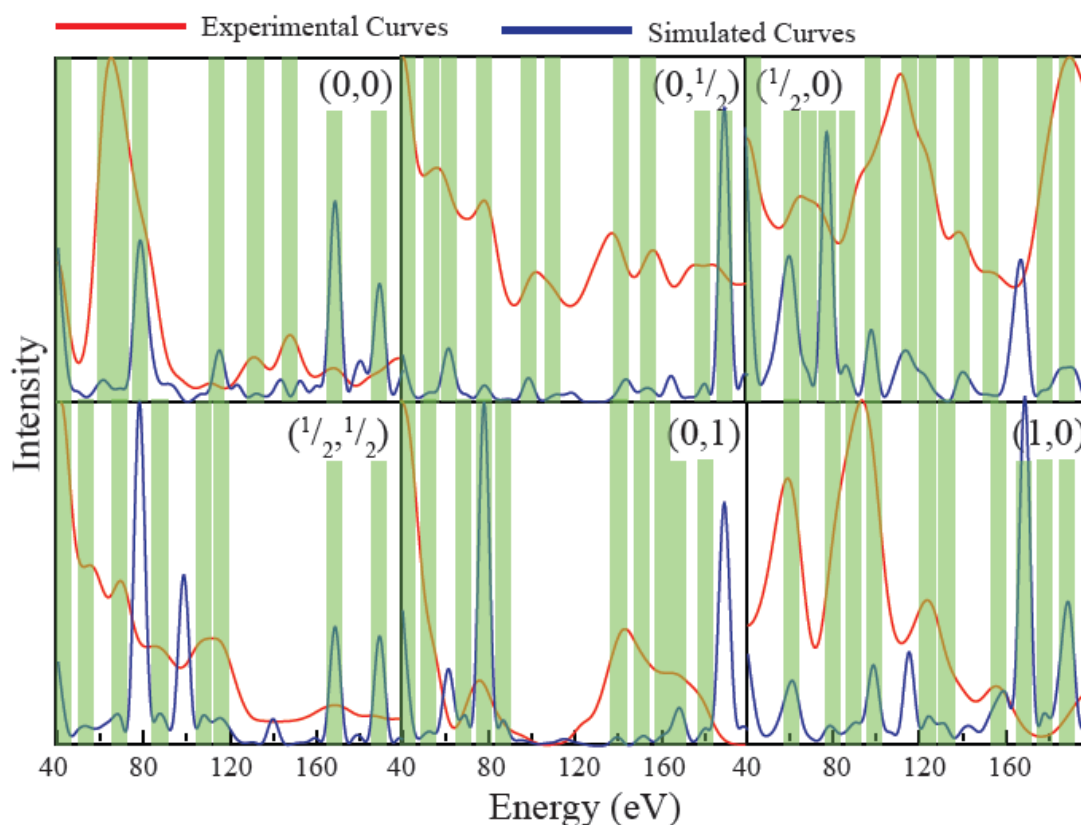 Experimental Curves Simulated Curves
(0,0) (0,1/2) (1/2,0)
Intensity
(1/2,1/2) (0,1) (1,0)
40 80 120 160 40 80 120 160 40 80 120 160
Energy (eV)